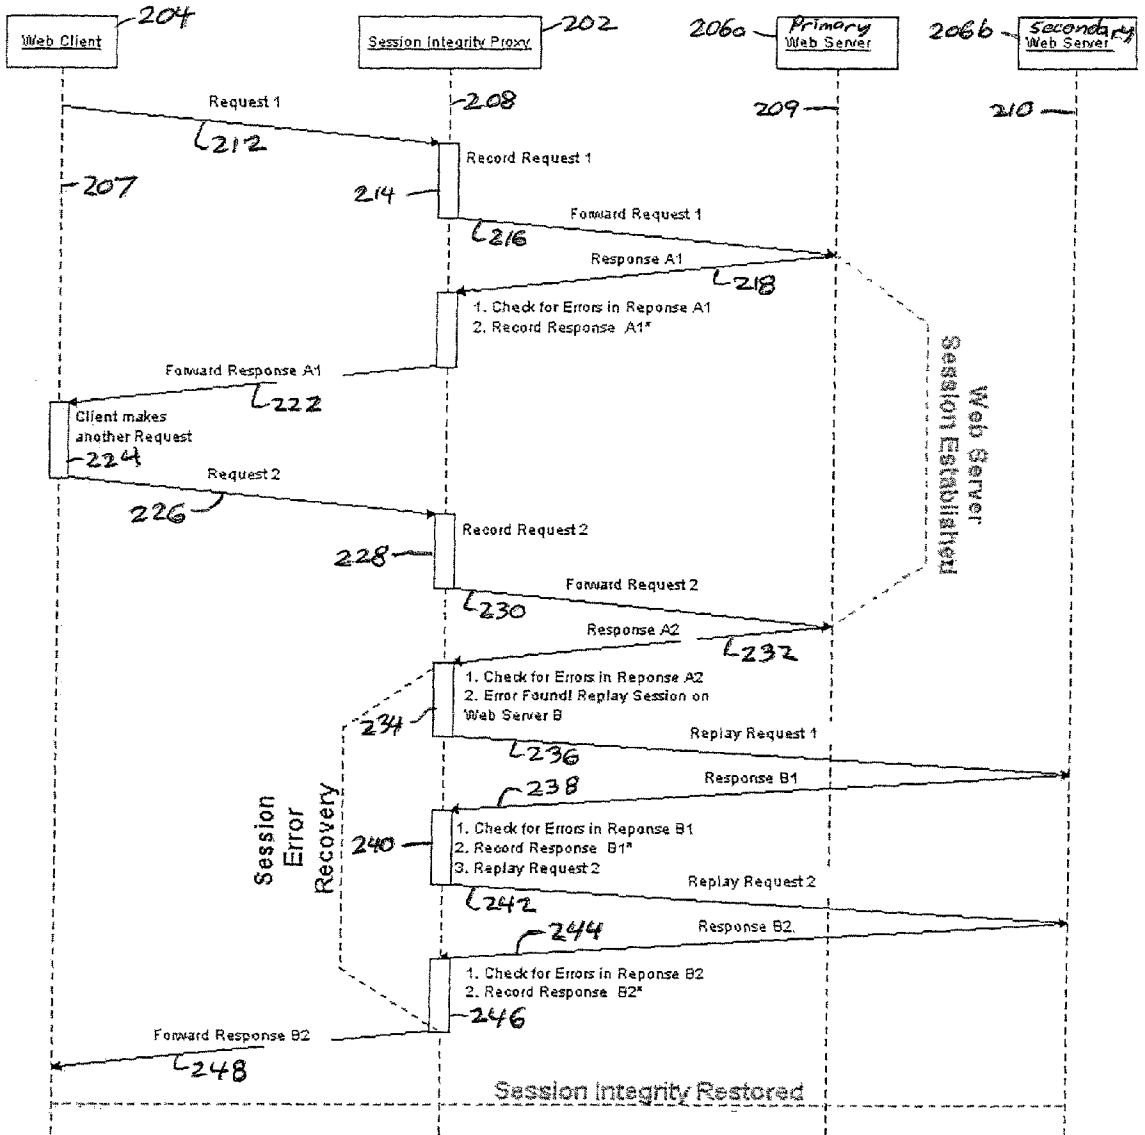 204
202
206a
206b
Web Client
Session Integrity Proxy
Primary
Web Server
Secondary
Web Server
208
209
210
Request 1
212
207
Record Request 1
214
Forward Request 1
216
Response A1
218
1. Check for Errors in Reponse A1
2. Record Response A1*
Forward Response A1
222
Client makes
another Request
224
Request 2
226
Web Server
Session Established
Record Request 2
228
Forward Request 2
230
Response A2
232
1. Check for Errors in Reponse A2
2. Error Found! Replay Session on
Web Server B
234
Replay Request 1
236
Response B1
238
Session
Error
Recovery
240
1. Check for Errors in Reponse B1
2. Record Response B1*
3. Replay Request 2
Replay Request 2
242
Response B2.
244
1. Check for Errors in Reponse B2
2. Record Response B2*
246
Forward Response B2
248
Session Integrity Restored